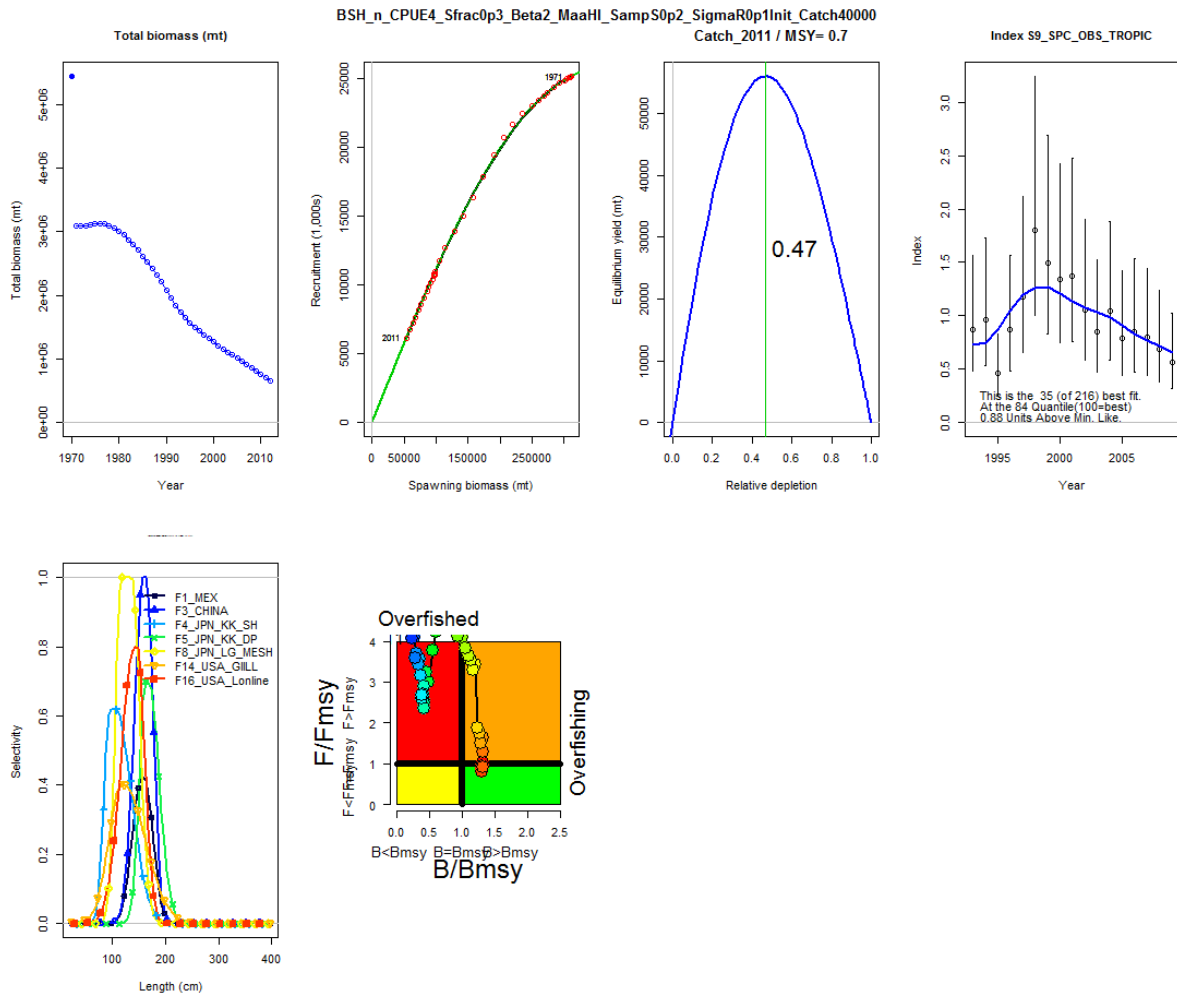 BSH_n_CPUE4_Sfrac0p3_Beta2_MaaHI_SampS0p2_SigmaR0p1Init_Catch40000
Total biomass (mt)
Catch_2011 / MSY= 0.7
Index S9_SPC_OBS_TROPIC
Total biomass (mt)
0e+00
1e+06
2e+06
3e+06
4e+06
5e+06
1970
1980
1990
2000
2010
Year
Recruitment (1,000s)
0
5000
10000
15000
20000
25000
1971
2011
0
50000
150000
250000
Spawning biomass (mt)
Equilibrium yield (mt)
0
10000
20000
30000
40000
50000
0.47
0.0
0.2
0.4
0.6
0.8
1.0
Relative depletion
Index
0.0
0.5
1.0
1.5
2.0
2.5
3.0
This is the 35 (of 216) best fit.
At the 84 Quantile(100=best)
0.88 Units Above Min. Like.
1995
2000
2005
Year
Selectivity
0.0
0.2
0.4
0.6
0.8
1.0
F1_MEX
F3_CHINA
F4_JPN_KK_SH
F5_JPN_KK_DP
F8_JPN_LG_MESH
F14_USA_GIILL
F16_USA_Lonline
100
200
300
400
Length (cm)
Overfished
F/Fmsy
F>Fmsy
0
1
2
3
4
Overfishing
0.0
0.5
1.0
1.5
2.0
2.5
B<Bmsy
B=Bmsy
B>Bmsy
B/Bmsy